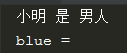 小明 是 男人
blue =